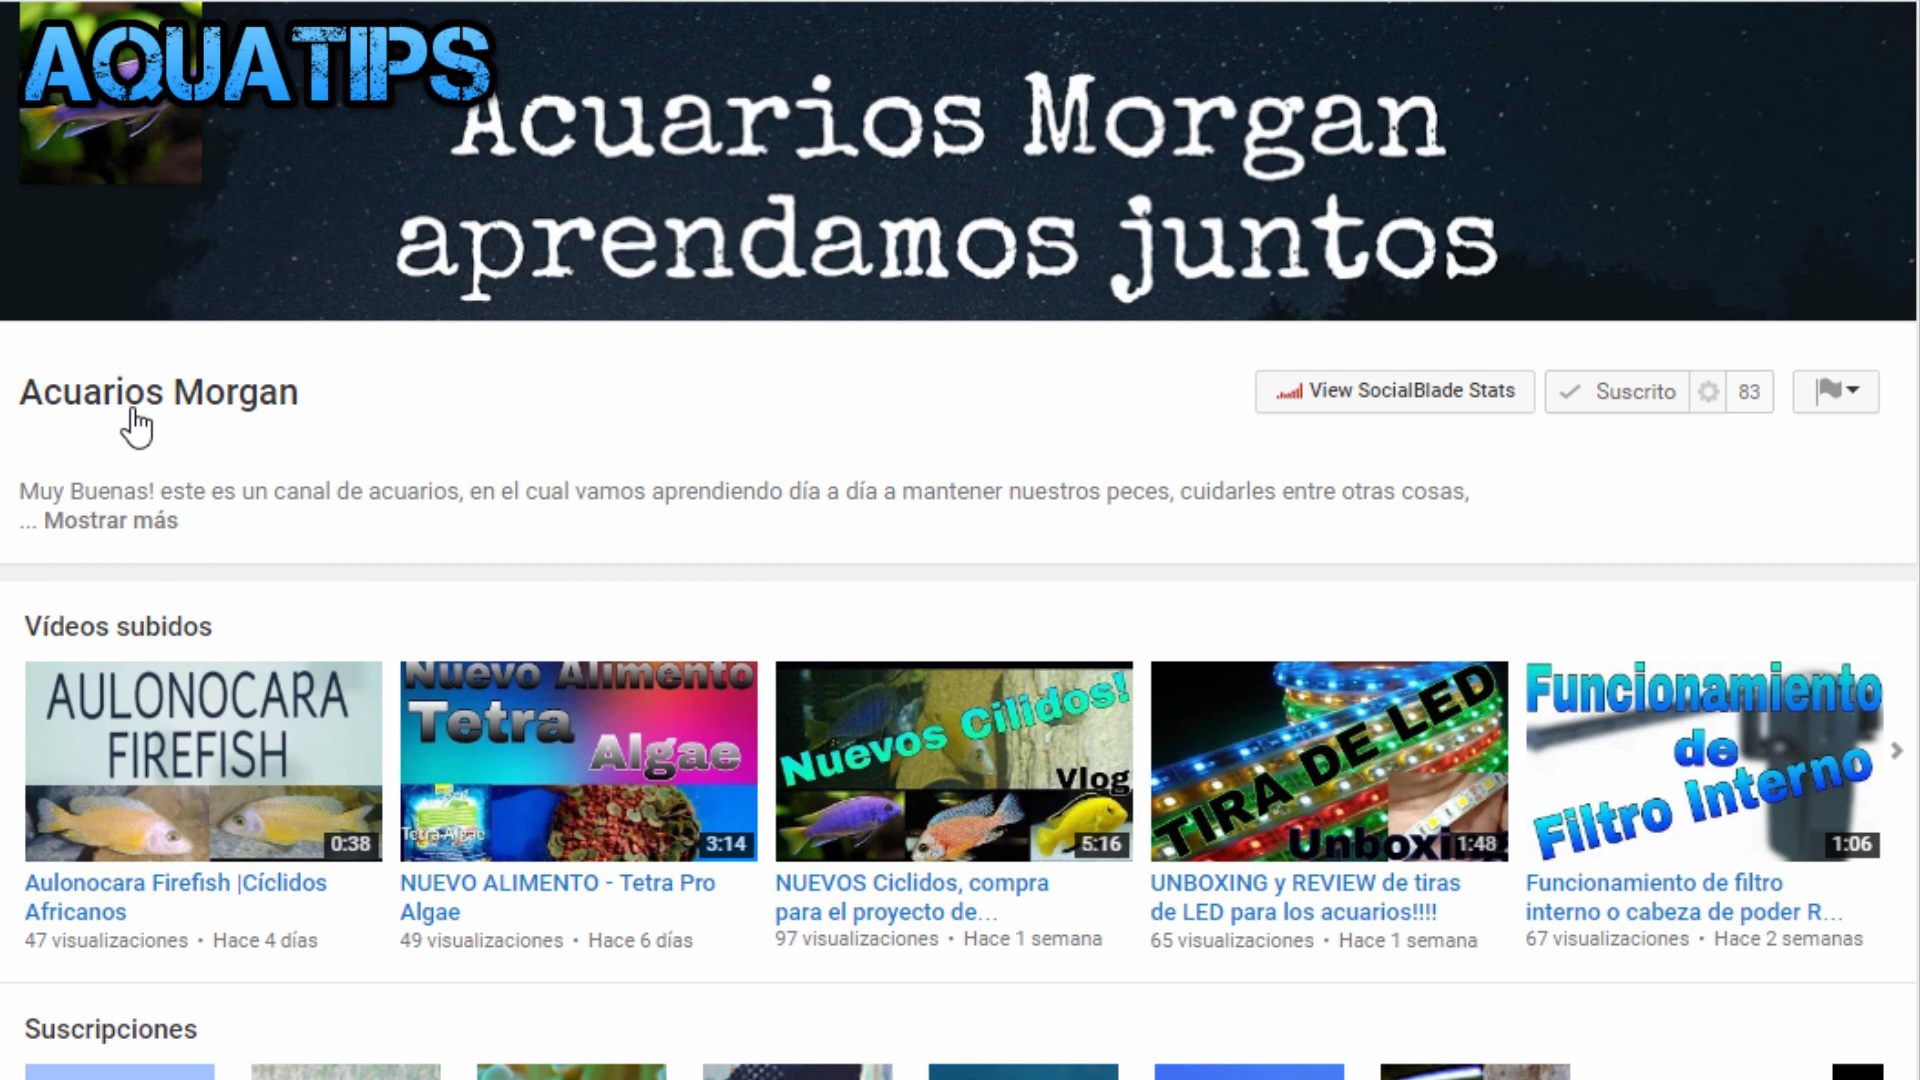 AQUATIPS
Acuarios Morgan
aprendamos juntos
Acuarios Morgan
View SocialBlade Stats
Suscrito
83
Muy Buenas! este es un canal de acuarios, en el cual vamos aprendiendo día a día a mantener nuestros peces, cuidarles entre otras cosas,
... Mostrar más
Vídeos subidos
AULONOCARA
FIREFISH
0:38
Nuevo Alimento
Tetra
Algae
Tetra Algae
3:14
Nuevos Cilidos!
Vlog
5:16
TIRA DE LED
Unboxing
1:48
Funcionamiento
de
Filtro Interno
1:06
Aulonocara Firefish |Cíclidos
Africanos
47 visualizaciones • Hace 4 días
NUEVO ALIMENTO - Tetra Pro
Algae
49 visualizaciones • Hace 6 días
NUEVOS Ciclidos, compra
para el proyecto de...
97 visualizaciones • Hace 1 semana
UNBOXING y REVIEW de tiras
de LED para los acuarios!!!!
65 visualizaciones • Hace 1 semana
Funcionamiento de filtro
interno o cabeza de poder R...
67 visualizaciones • Hace 2 semanas
Suscripciones